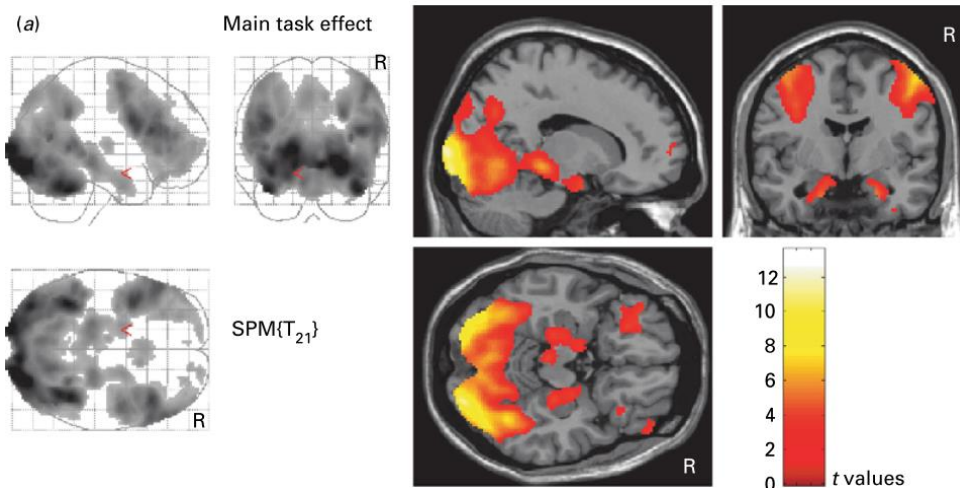 (a)
Main task effect
R
R
R
SPM{T21}
R
12
10
8
6
4
2
0
t values